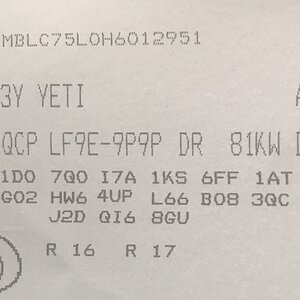 MBLC75L0H6012951
3Y YETI
QCP LF9E-9P9P DR 81KW
1D0 7Q0 I7A 1KS 6FF 1AT
G02 HW6 4UP L66 B08 3QC
J2D QI6 8GU
R 16 R 17